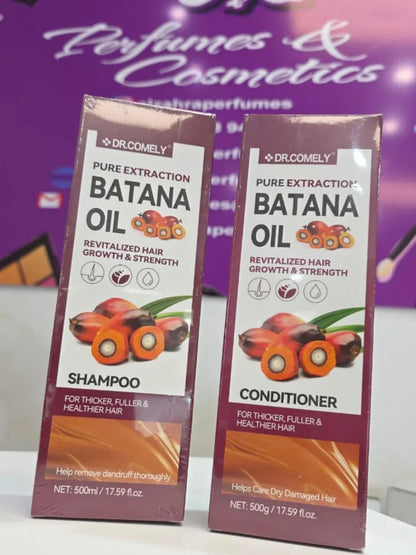 Perfumes &
Cosmetics
DR.COMELY
PURE EXTRACTION
BATANA
OIL
REVITALIZED HAIR
GROWTH & STRENGTH
SHAMPOO
FOR THICKER, FULLER &
HEALTHIER HAIR
Help remove dandruff thoroughly
NET: 500ml / 17.59 fl.oz.
DR.COMELY
PURE EXTRACTION
BATANA
OIL
REVITALIZED HAIR
GROWTH & STRENGTH
CONDITIONER
FOR THICKER, FULLER &
HEALTHIER HAIR
Helps Care Dry Damaged Hair
NET: 500g / 17.59 fl.oz.